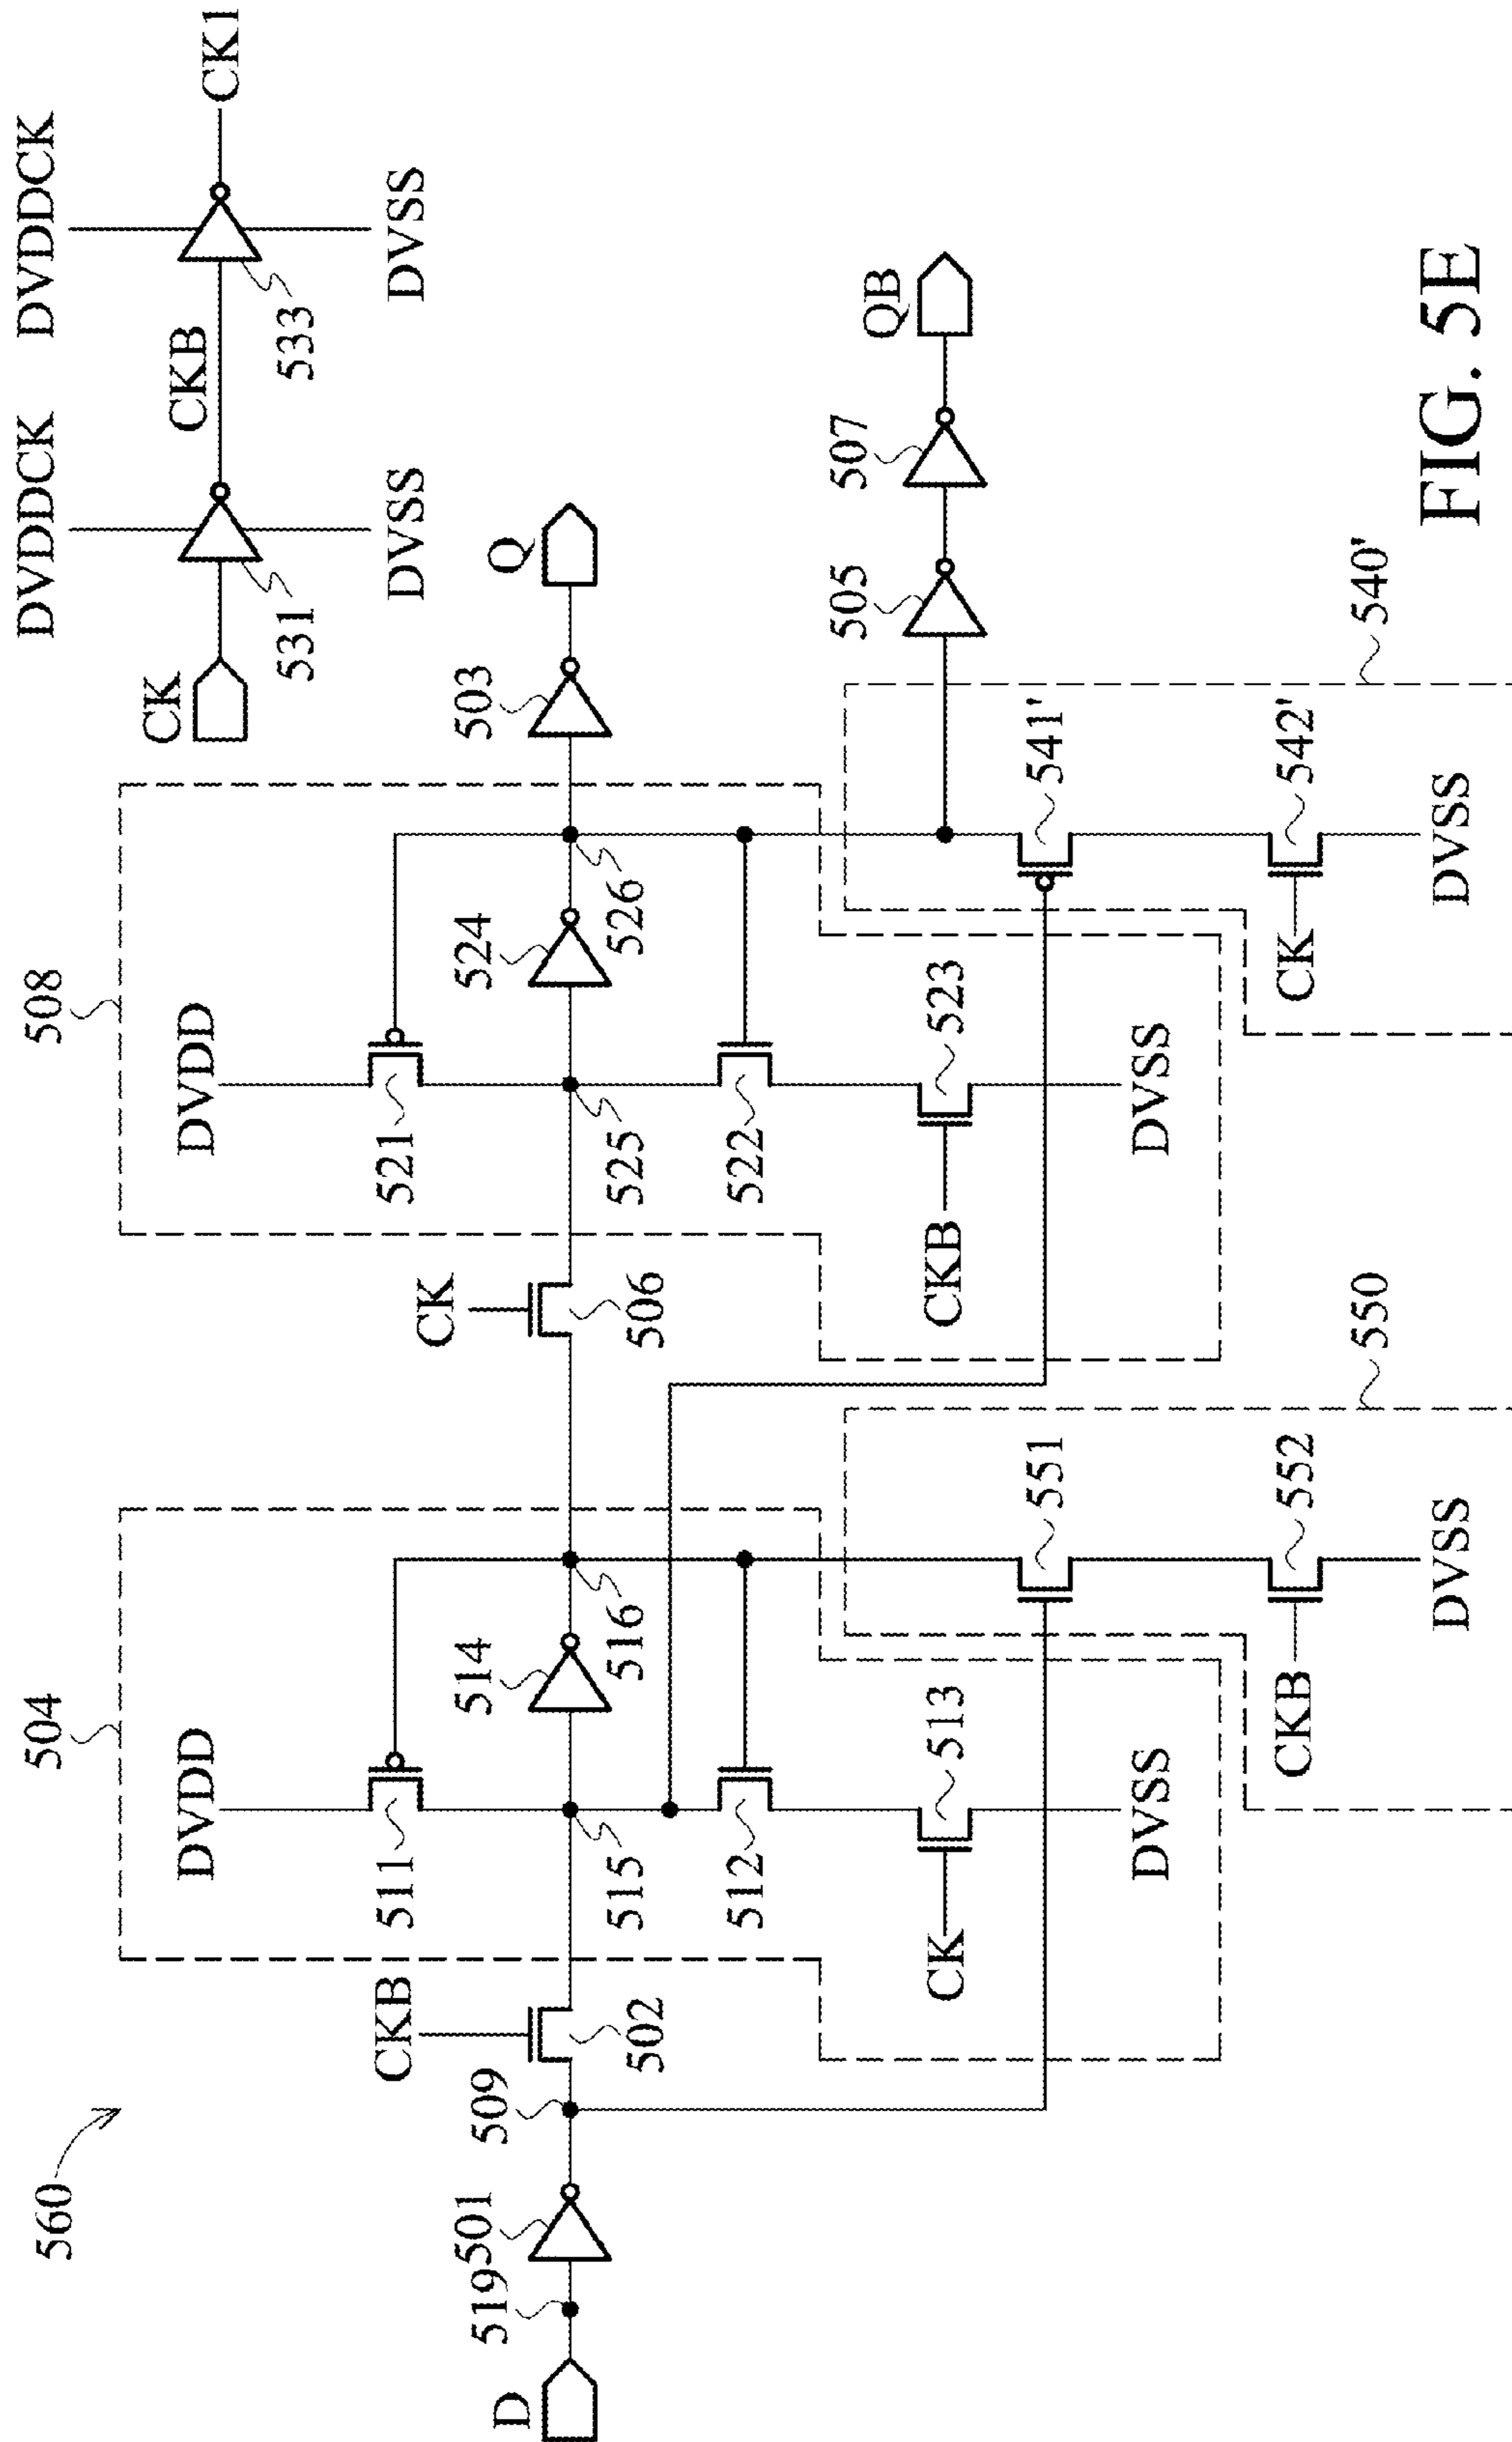 560
504
508
DVDDCK
DVDDCK
CK
CKB
CK1
531
533
DVSS
DVSS
DVDD
DVDD
CKB
511
CK
521
D
519
501
509
502
514
506
524
503
Q
515
516
525
526
512
522
505
507
QB
CK
513
CKB
523
DVSS
DVSS
551
541'
CKB
552
CK
542'
DVSS
DVSS
550
540'
FIG. 5E